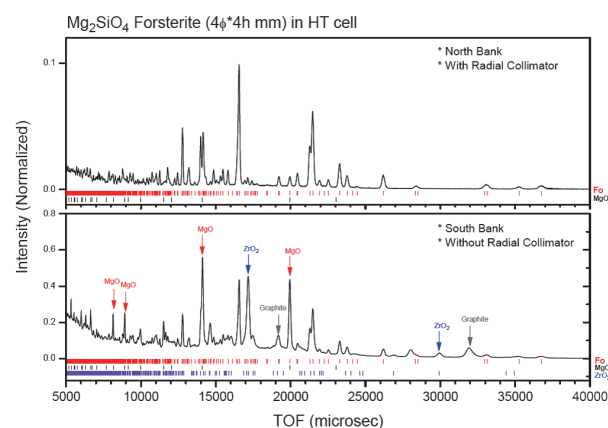 Mg₂SiO₄ Forsterite (4ϕ*4h mm) in HT cell
* North Bank
* With Radial Collimator
0.1
0.0
Fo
MgO
Intensity (Normalized)
* South Bank
* Without Radial Collimator
0.8
0.6
0.4
0.2
0.0
MgO
MgO
MgO
ZrO₂
Graphite
MgO
ZrO₂
Graphite
Fo
MgO
ZrO₂
5000 10000 15000 20000 25000 30000 35000 40000
TOF (microsec)